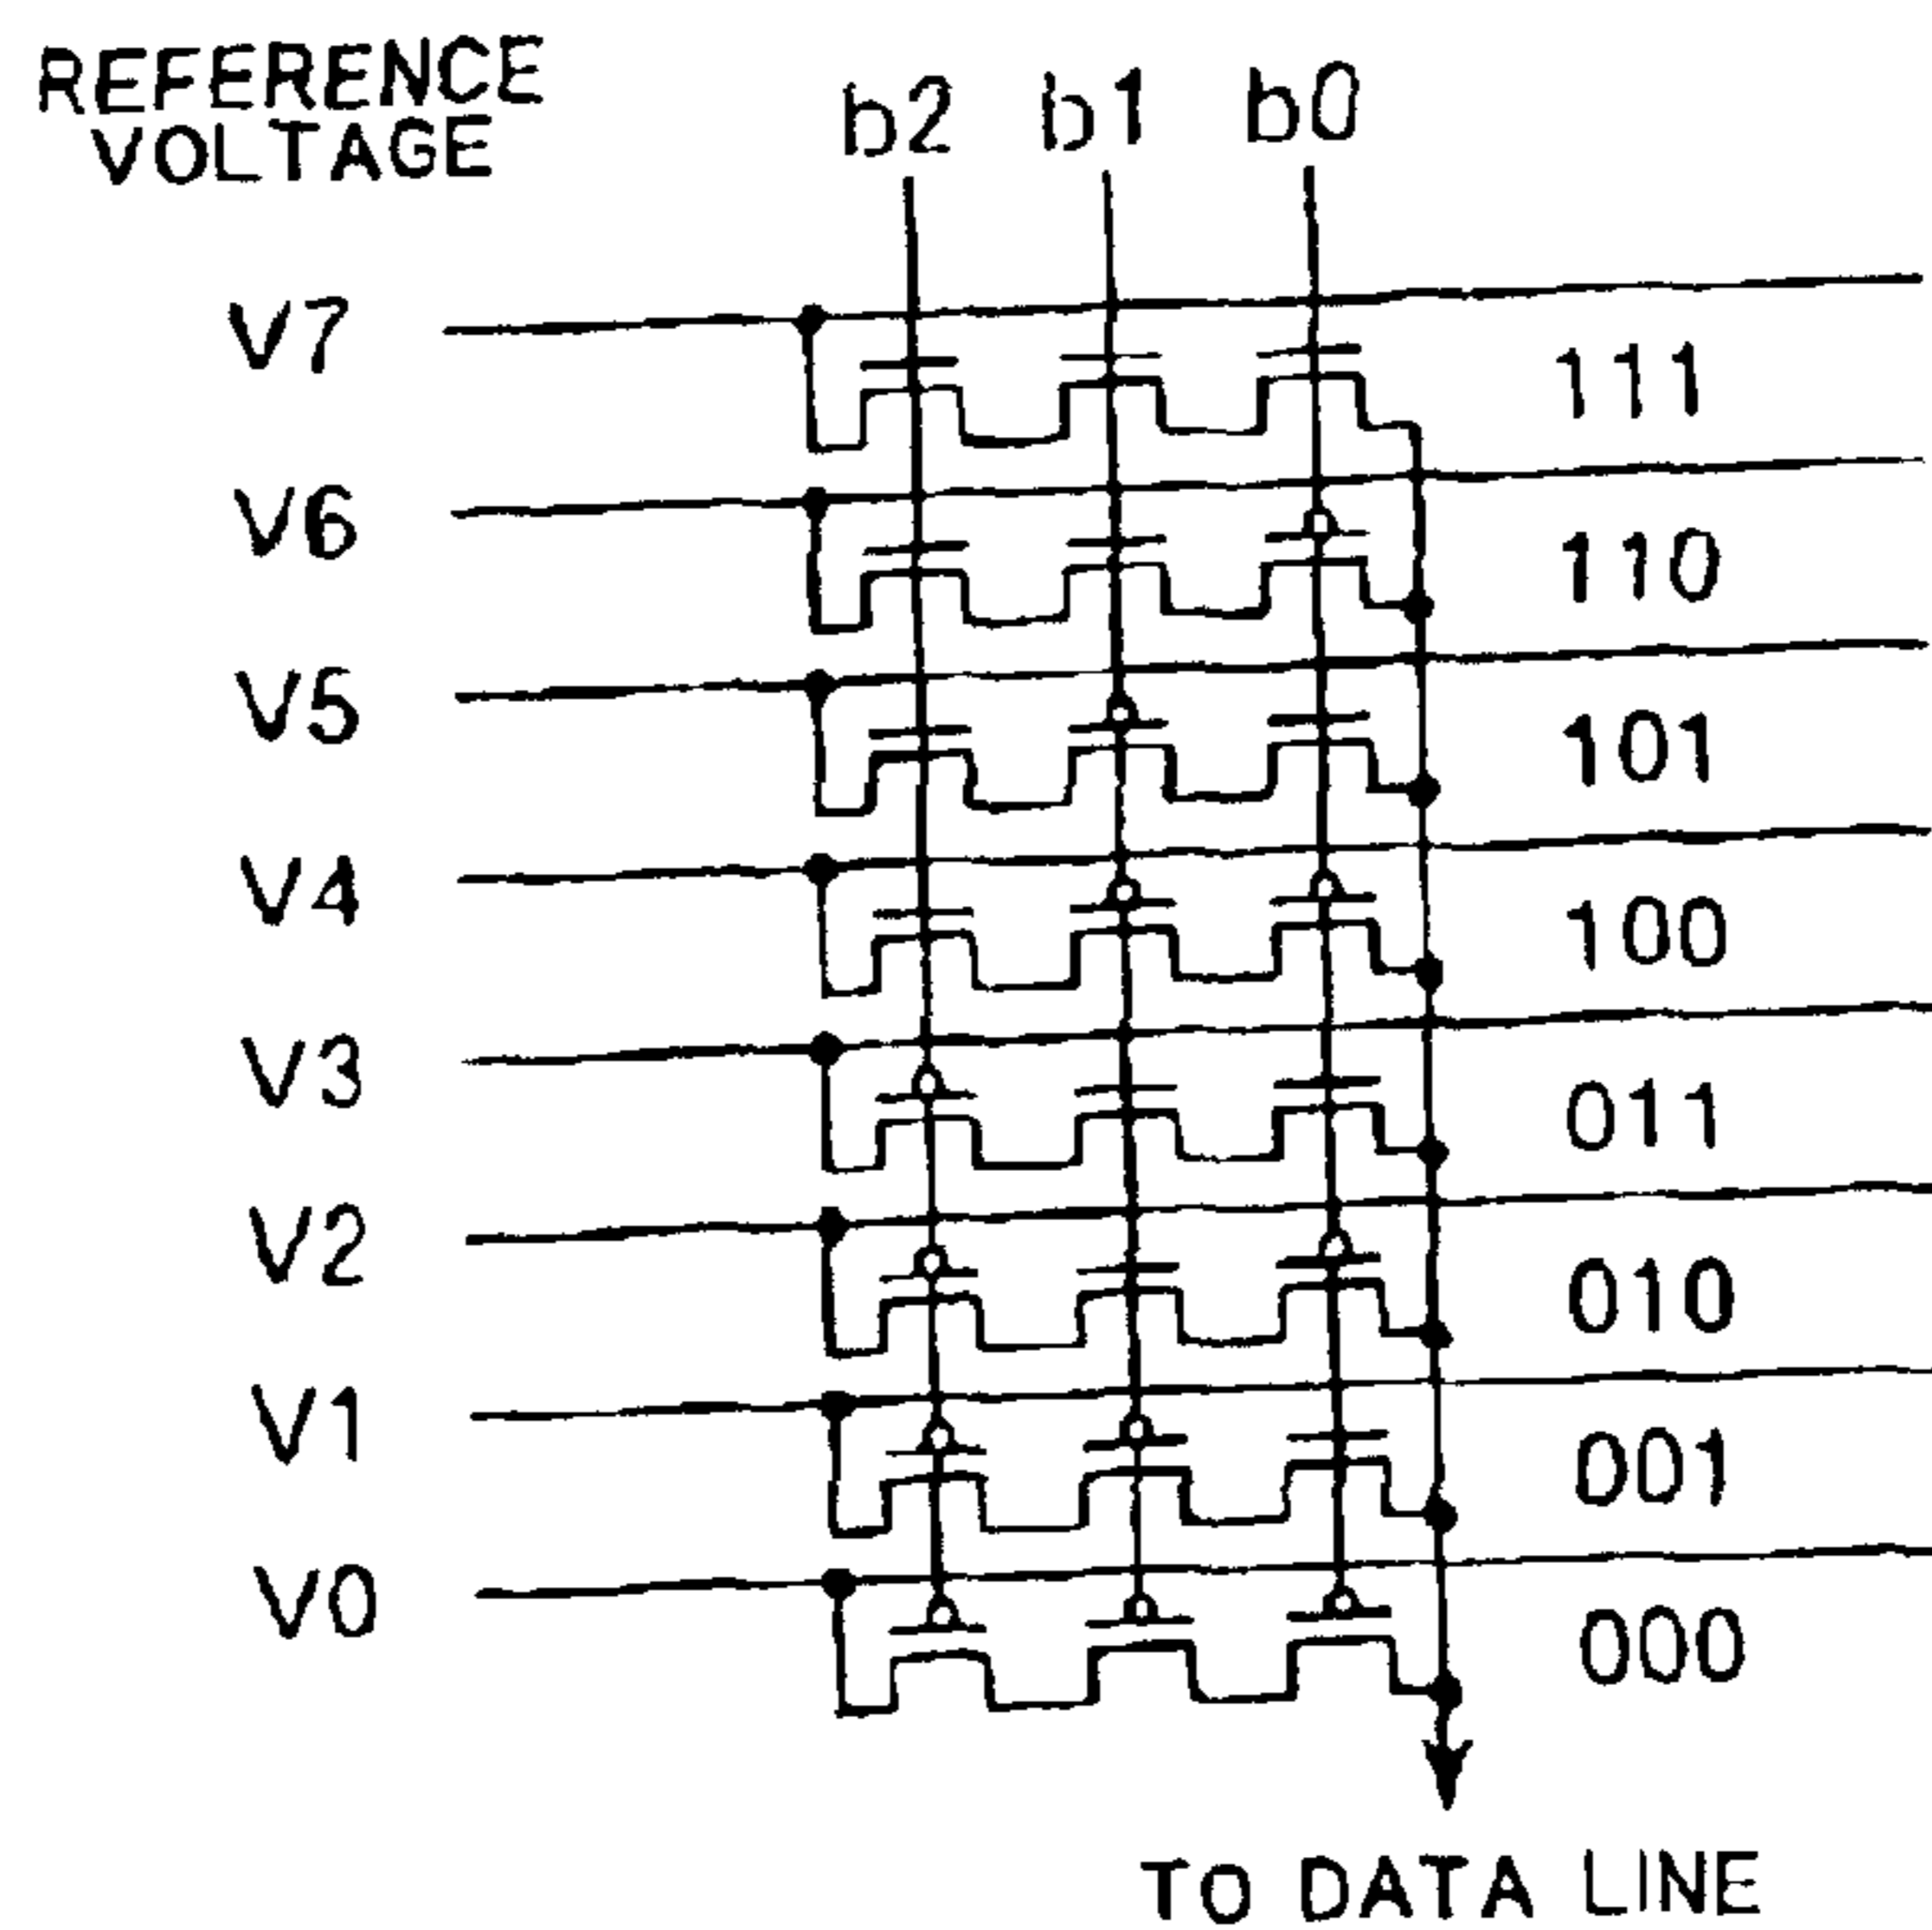 REFERENCE
VOLTAGE
b2 b1 b0
V7 111
V6 110
V5 101
V4 100
V3 011
V2 010
V1 001
V0 000
TO DATA LINE